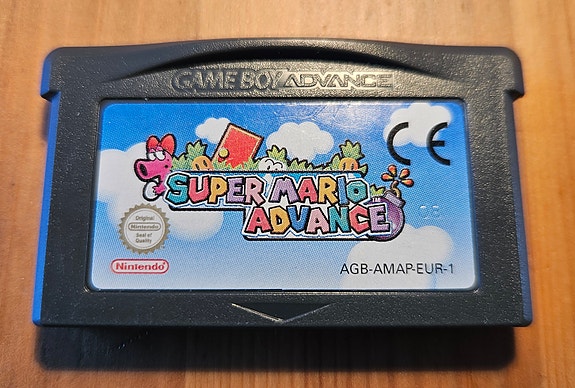 GAME BOY ADVANCE
CE
SUPER MARIO
ADVANCE
Original
Nintendo
Seal of
Quality
Nintendo
AGB-AMAP-EUR-1